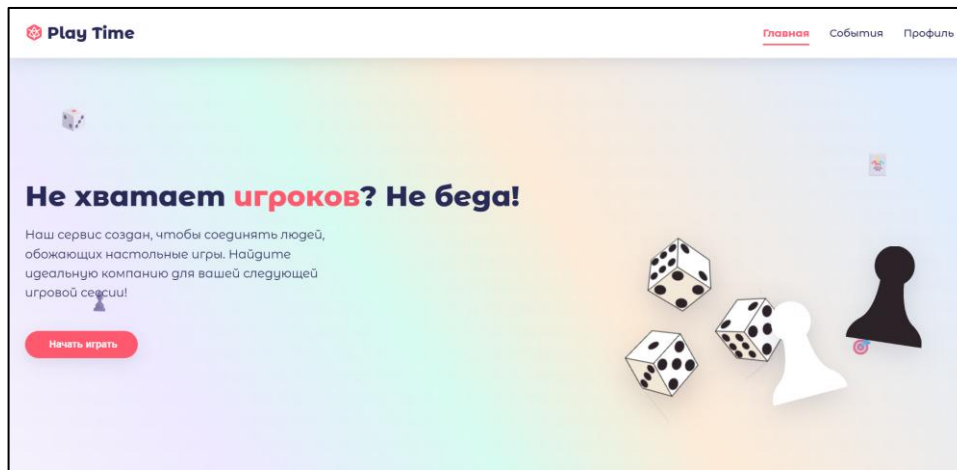 Play Time
Главная События Профиль
Не хватает игроков? Не беда!
Наш сервис создан, чтобы соединять людей,
обожающих настольные игры. Найдите
идеальную компанию для вашей следующей
игровой сессии!
Начать играть